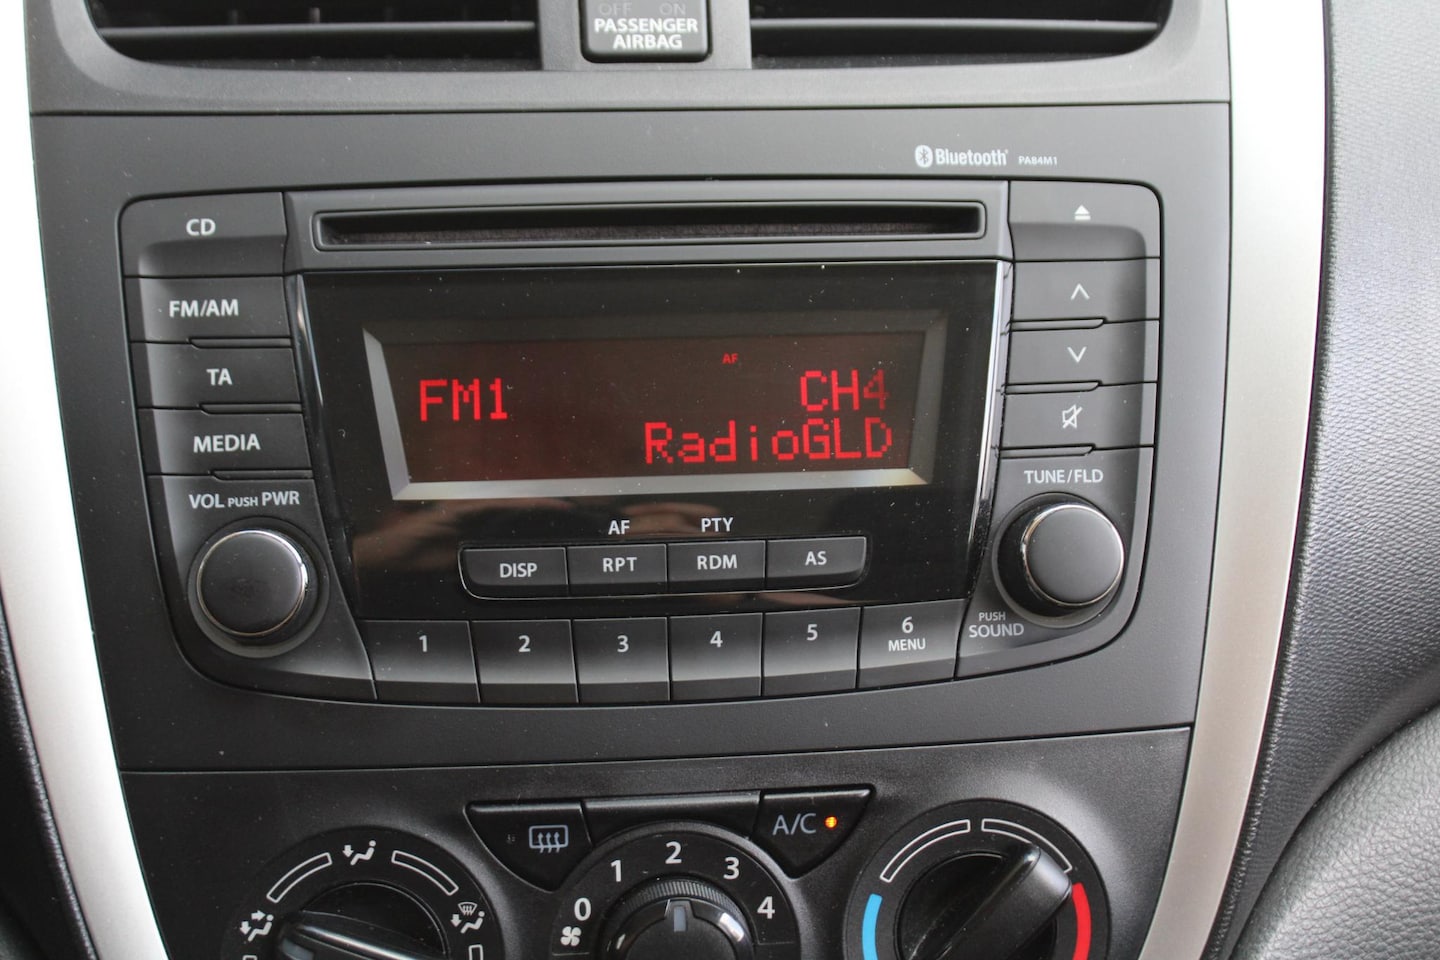 OFF ON
PASSENGER
AIRBAG
Bluetooth PA84M1
CD
FM/AM
TA
MEDIA
VOL PUSH PWR
AF
FM1 CH4
RadioGLD
AF PTY
DISP RPT RDM AS
1 2 3 4 5 6
MENU
TUNE/FLD
PUSH
SOUND
A/C
0 1 2 3 4